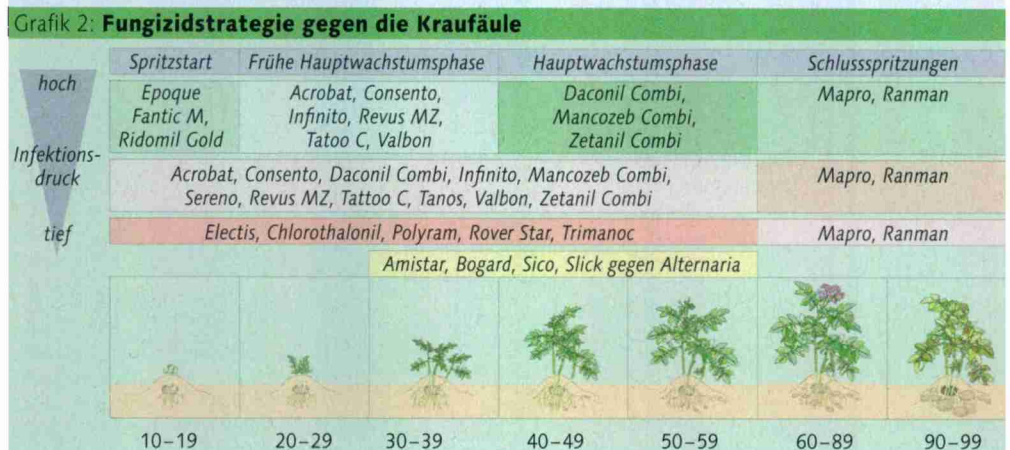 Grafik 2: Fungizidstrategie gegen die Kraufäule
Spritzstart Frühe Hauptwachstumsphase Hauptwachstumsphase Schlussspritzungen
hoch
Infektions-
druck
tief
Epoque
Fantic M,
Ridomil Gold
Acrobat, Consento,
Infinito, Revus MZ,
Tatoo C, Valbon
Daconil Combi,
Mancozeb Combi,
Zetanil Combi
Mapro, Ranman
Acrobat, Consento, Daconil Combi, Infinito, Mancozeb Combi,
Sereno, Revus MZ, Tattoo C, Tanos, Valbon, Zetanil Combi
Mapro, Ranman
Electis, Chlorothalonil, Polyram, Rover Star, Trimanoc
Mapro, Ranman
Amistar, Bogard, Sico, Slick gegen Alternaria
10–19 20–29 30–39 40–49 50–59 60–89 90–99